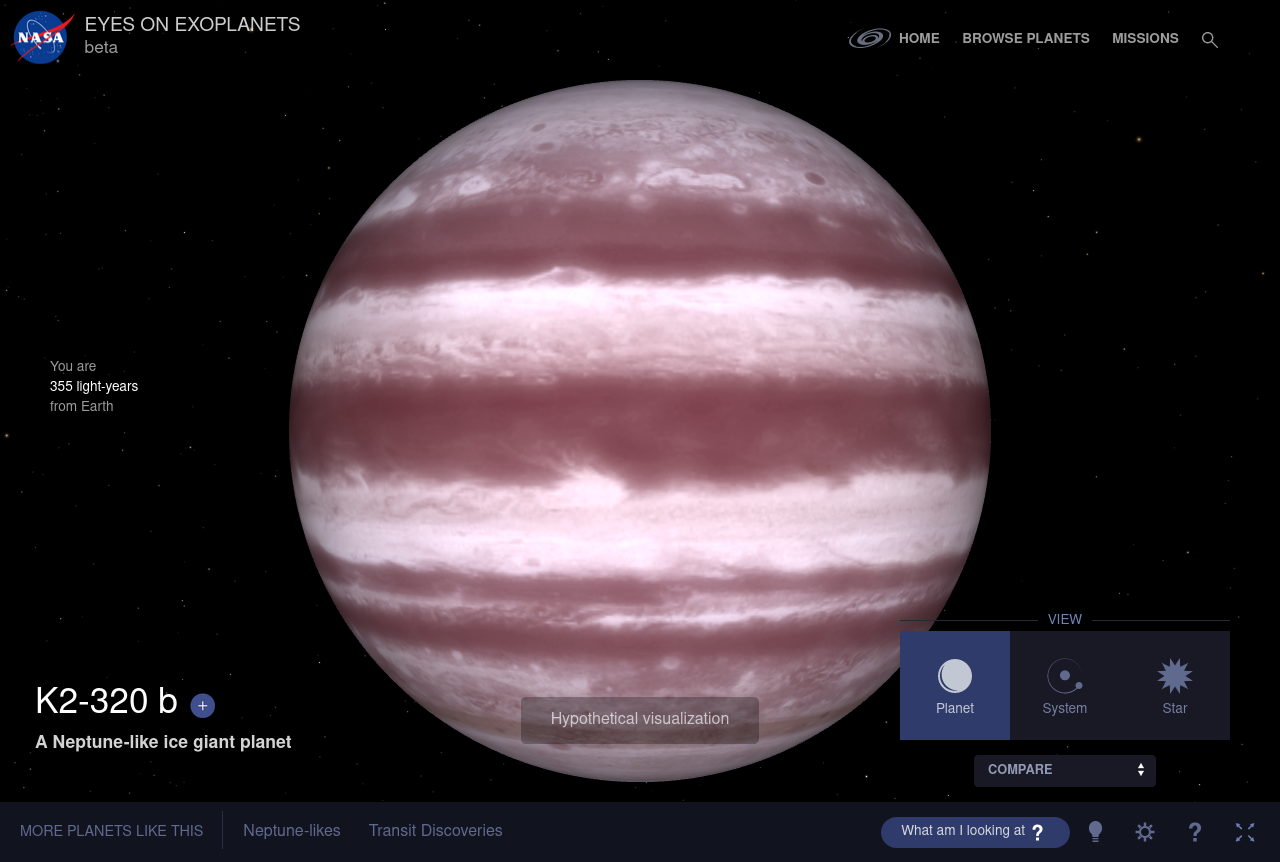 NASA
EYES ON EXOPLANETS
beta
HOME
BROWSE PLANETS
MISSIONS
You are
355 light-years
from Earth
K2-320 b +
A Neptune-like ice giant planet
Hypothetical visualization
VIEW
Planet
System
Star
COMPARE
MORE PLANETS LIKE THIS
Neptune-likes
Transit Discoveries
What am I looking at ?
?